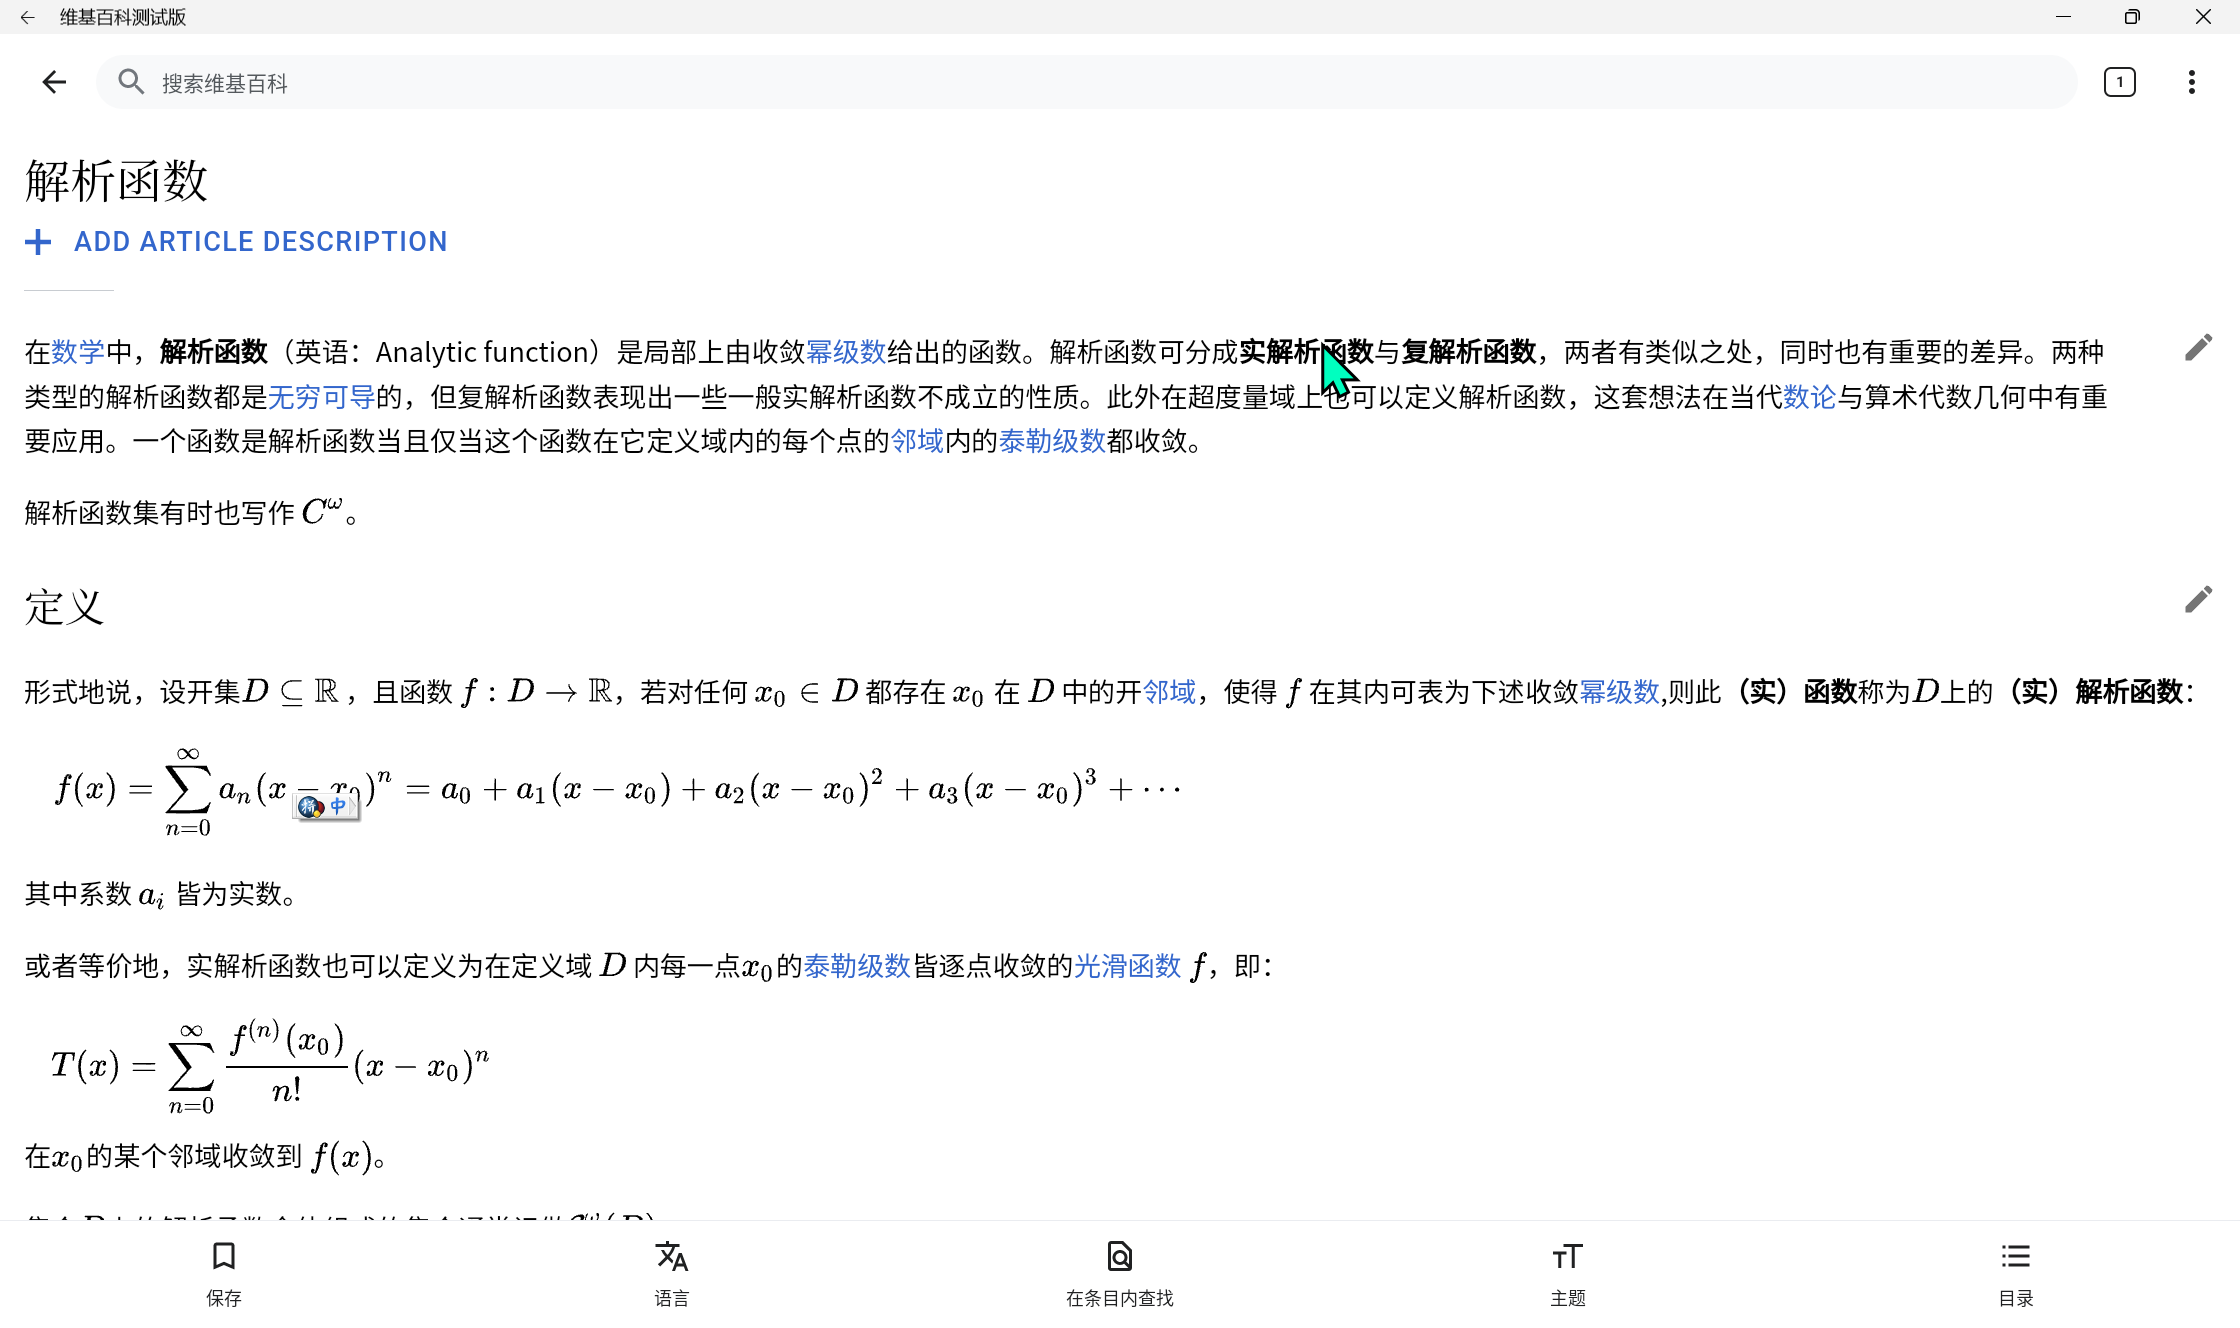 维基百科测试版
搜索维基百科
1
解析函数
ADD ARTICLE DESCRIPTION
在数学中，解析函数（英语：Analytic function）是局部上由收敛幂级数给出的函数。解析函数可分成实解析函数与复解析函数，两者有类似之处，同时也有重要的差异。两种
类型的解析函数都是无穷可导的，但复解析函数表现出一些一般实解析函数不成立的性质。此外在超度量域上也可以定义解析函数，这套想法在当代数论与算术代数几何中有重
要应用。一个函数是解析函数当且仅当这个函数在它定义域内的每个点的邻域内的泰勒级数都收敛。
解析函数集有时也写作 $C^\omega$。
定义
形式地说，设开集$D \subseteq \mathbb{R}$，且函数 $f : D \to \mathbb{R}$，若对任何 $x_0 \in D$ 都存在 $x_0$ 在 $D$ 中的开邻域，使得 $f$ 在其内可表为下述收敛幂级数,则此（实）函数称为$D$上的（实）解析函数：
$f(x) = \sum_{n=0}^{\infty} a_n(x - x_0)^n = a_0 + a_1(x - x_0) + a_2(x - x_0)^2 + a_3(x - x_0)^3 + \cdots$
中
其中系数 $a_i$ 皆为实数。
或者等价地，实解析函数也可以定义为在定义域 $D$ 内每一点$x_0$的泰勒级数皆逐点收敛的光滑函数 $f$，即：
$T(x) = \sum_{n=0}^{\infty} \frac{f^{(n)}(x_0)}{n!}(x - x_0)^n$
在$x_0$的某个邻域收敛到 $f(x)$。
保存
语言
在条目内查找
主题
目录